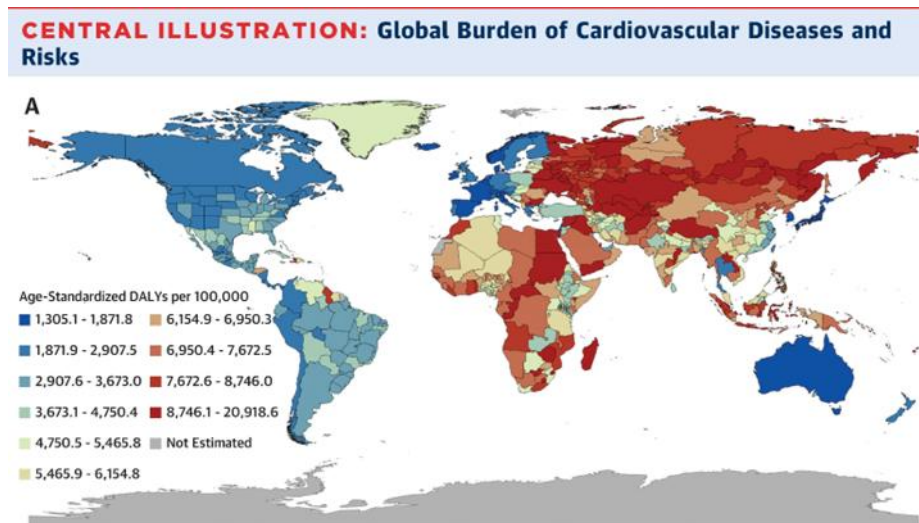 CENTRAL ILLUSTRATION: Global Burden of Cardiovascular Diseases and
Risks
A
Age-Standardized DALYs per 100,000
1,305.1 - 1,871.8
1,871.9 - 2,907.5
2,907.6 - 3,673.0
3,673.1 - 4,750.4
4,750.5 - 5,465.8
5,465.9 - 6,154.8
6,154.9 - 6,950.3
6,950.4 - 7,672.5
7,672.6 - 8,746.0
8,746.1 - 20,918.6
Not Estimated